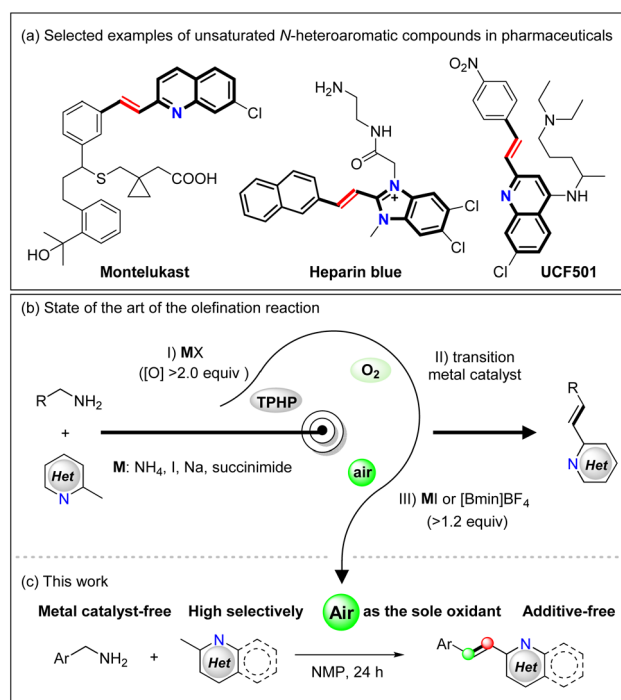 (a) Selected examples of unsaturated N-heteroaromatic compounds in pharmaceuticals
N
Cl
S
COOH
HO
Montelukast
H2N
NH
O
N
+
N
Cl
Cl
Heparin blue
O2N
N
N
HN
Cl
UCF501
(b) State of the art of the olefination reaction
I) MX
([O] >2.0 equiv )
O2
II) transition
metal catalyst
TPHP
R NH2
+
Het
N
M: NH4, I, Na, succinimide
air
III) MI or [Bmin]BF4
(>1.2 equiv)
R
N Het
(c) This work
Air
Metal catalyst-free High selectively as the sole oxidant Additive-free
Ar NH2 + N Het
NMP, 24 h
Ar N Het